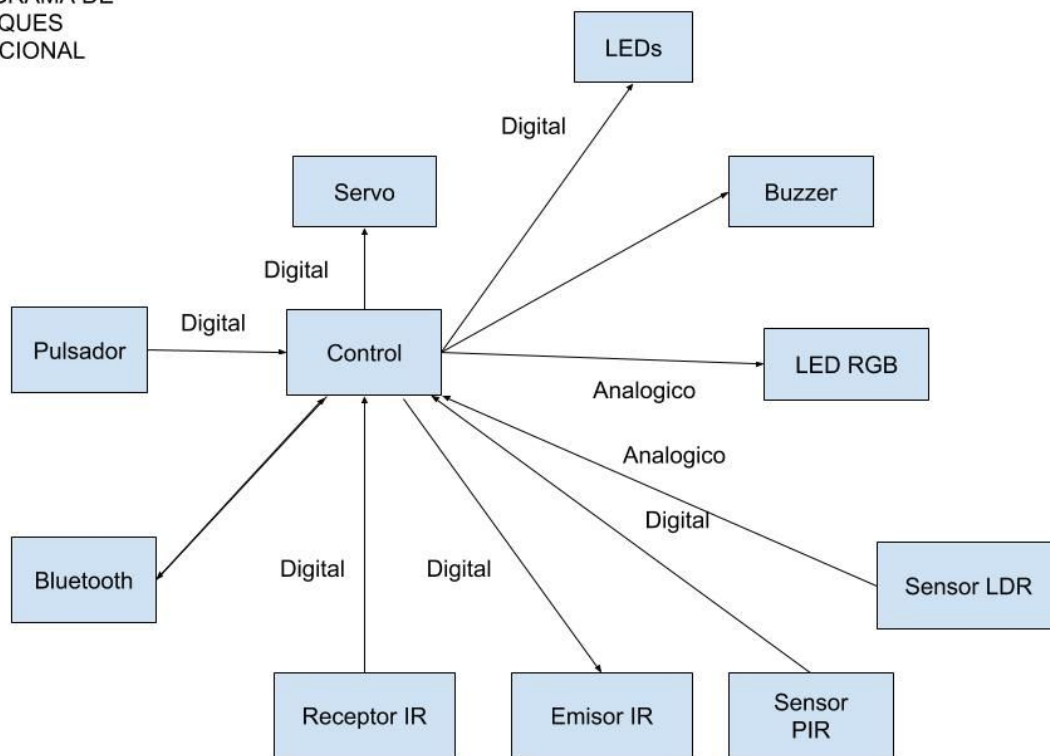 QUES
CIONAL
LEDs
Digital
Servo
Buzzer
Digital
Pulsador
Digital
Control
LED RGB
Analogico
Analogico
Digital
Bluetooth
Digital
Digital
Sensor LDR
Receptor IR
Emisor IR
Sensor
PIR